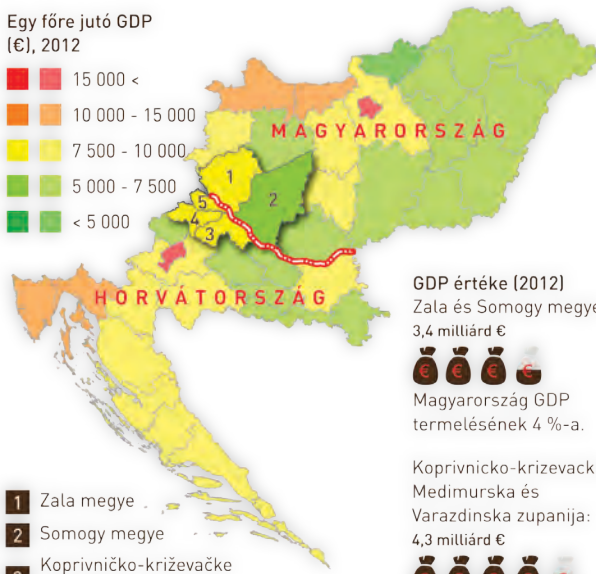 Egy főre jutó GDP
(€), 2012
15 000 <
10 000 - 15 000
7 500 - 10 000
5 000 - 7 500
< 5 000
MAGYARORSZÁG
1
2
5
4
3
HORVÁTORSZÁG
GDP értéke (2012)
Zala és Somogy megye
3,4 milliárd €
€ € € €
Magyarország GDP
termelésének 4 %-a.
Koprivnicko-krizevack
Medimurska és
Varazdinska zupanija:
4,3 milliárd €
1 Zala megye
2 Somogy megye
Koprivničko-križevačke